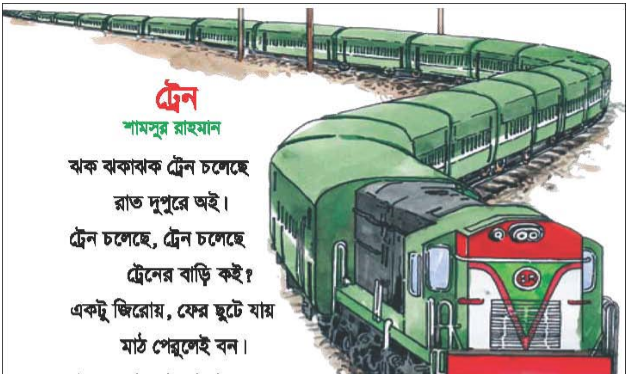 ট্রেন
শামসুর রাহমান
ঝক ঝকাঝক ট্রেন চলেছে
রাত দুপুরে অই।
ট্রেন চলেছে, ট্রেন চলেছে
ট্রেনের বাড়ি কই?
একটু জিরোয়, ফের ছুটে যায়
মাঠ পেরুলেই বন।